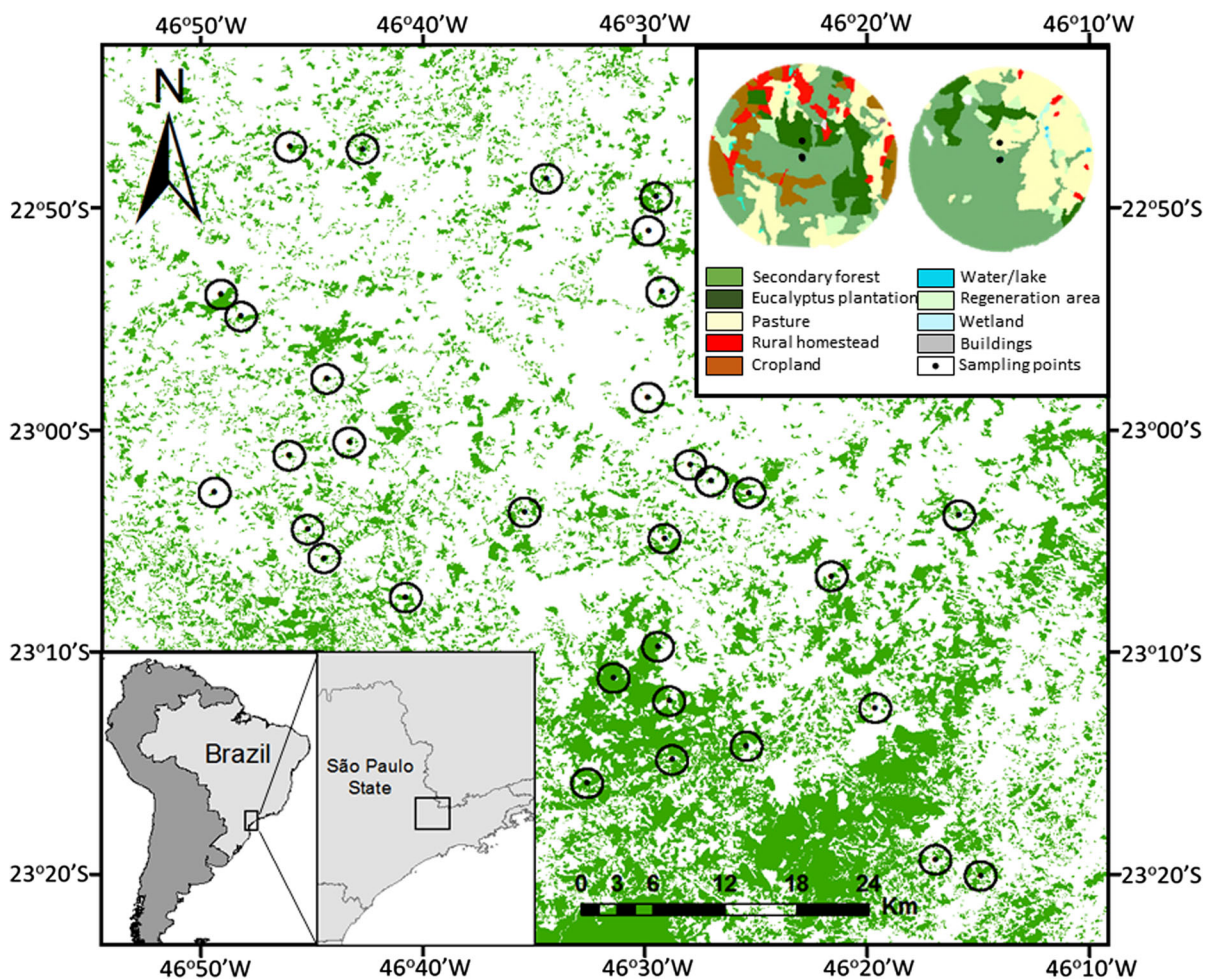 46°50'W 46°40'W 46°30'W 46°20'W 46°10'W
N
22°50'S 22°50'S
Secondary forest Water/lake
Eucalyptus plantation Regeneration area
Pasture Wetland
Rural homestead Buildings
Cropland Sampling points
23°00'S 23°00'S
23°10'S 23°10'S
Brazil
São Paulo
State
23°20'S 23°20'S
0 3 6 12 18 24
Km
46°50'W 46°40'W 46°30'W 46°20'W 46°10'W